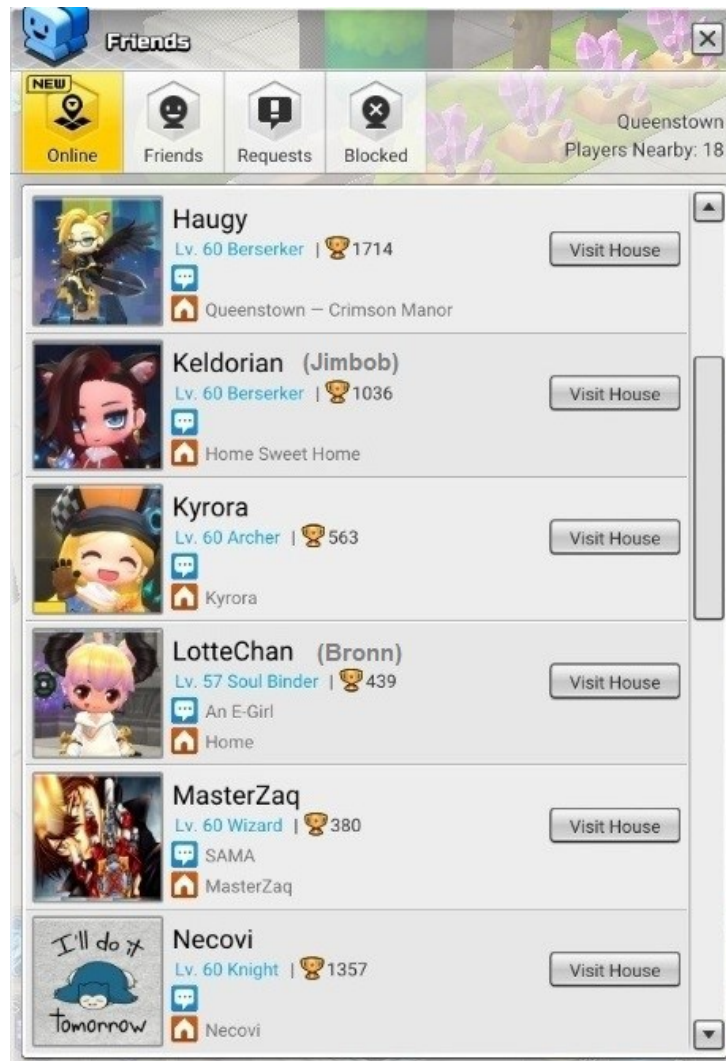 Friends
NEW
Online
Friends
Requests
Blocked
Queenstown
Players Nearby: 18
Haugy
Lv. 60 Berserker | 1714
Visit House
Queenstown — Crimson Manor
Keldorian (Jimbob)
Lv. 60 Berserker | 1036
Visit House
Home Sweet Home
Kyrora
Lv. 60 Archer | 563
Visit House
Kyrora
LotteChan (Bronn)
Lv. 57 Soul Binder | 439
Visit House
An E-Girl
Home
MasterZaq
Lv. 60 Wizard | 380
Visit House
SAMA
MasterZaq
I'll do it
tomorrow
Necovi
Lv. 60 Knight | 1357
Visit House
Necovi